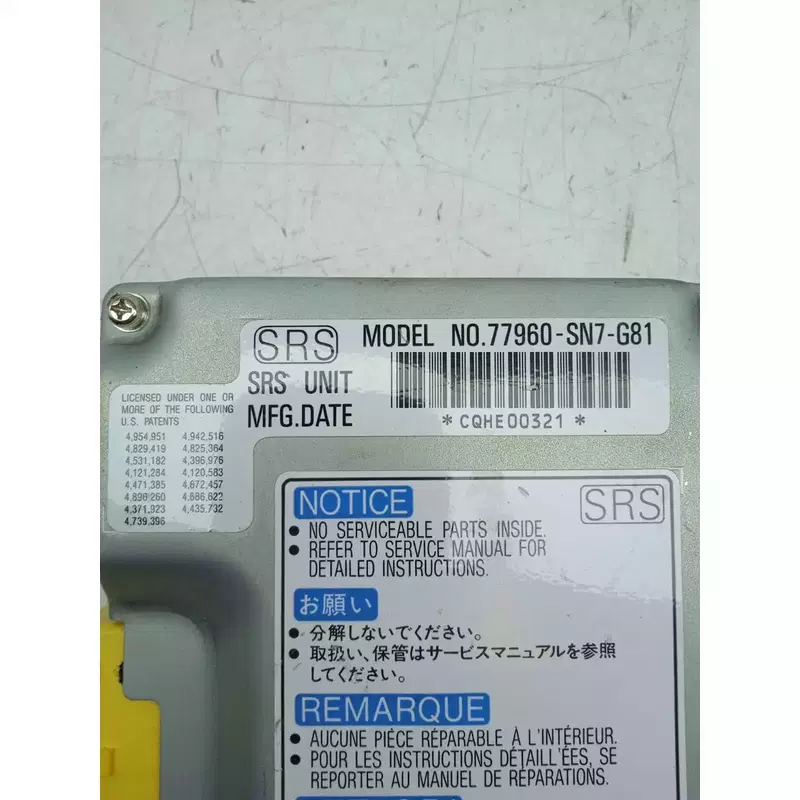 SRS
MODEL NO.77960-SN7-G81
SRS UNIT
MFG.DATE
*CQHE00321*
LICENSED UNDER ONE OR
MORE OF THE FOLLOWING
U.S. PATENTS
4,954,951 4,942,516
4,829,419 4,825,364
4,531,182 4,396,976
4,121,284 4,120,583
4,471,385 4,672,457
4,896,260 4,686,622
4,371,923 4,435,732
4,739,396
NOTICE
SRS
● NO SERVICEABLE PARTS INSIDE.
● REFER TO SERVICE MANUAL FOR
DETAILED INSTRUCTIONS.
お願い
● 分解しないでください。
● 取扱い、保管はサービスマニュアルを参照
してください。
REMARQUE
● AUCUNE PIÈCE RÉPARABLE À L'INTÉRIEUR.
● POUR LES INSTRUCTIONS DÉTAILL'ÉES, SE
REPORTER AU MANUEL DE RÉPARATIONS.